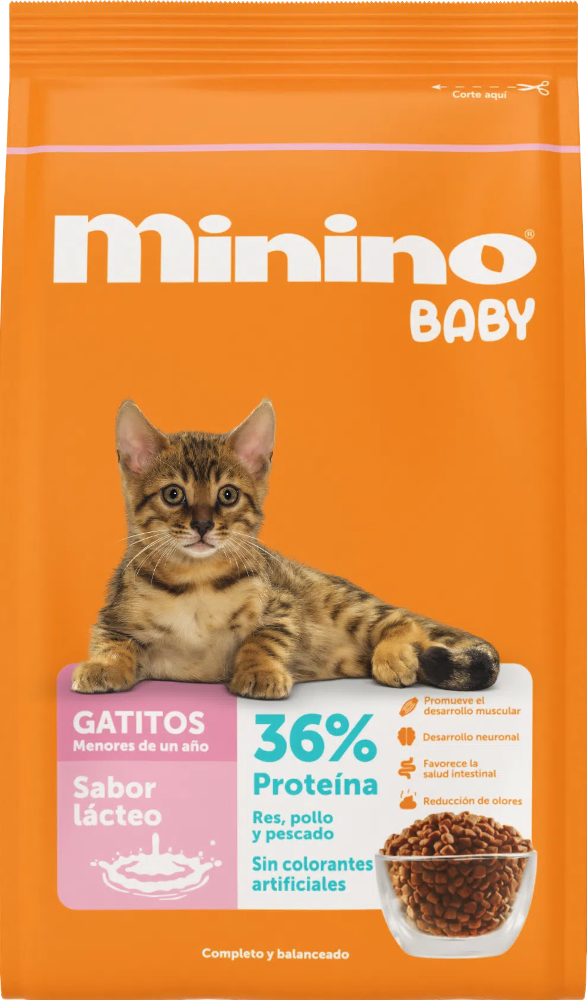 Corte aquí
minino®
BABY
GATITOS
Menores de un año
Sabor
lácteo
36%
Proteína
Res, pollo
y pescado
Sin colorantes
artificiales
Promueve el
desarrollo muscular
Desarrollo neuronal
Favorece la
salud intestinal
Reducción de olores
Completo y balanceado